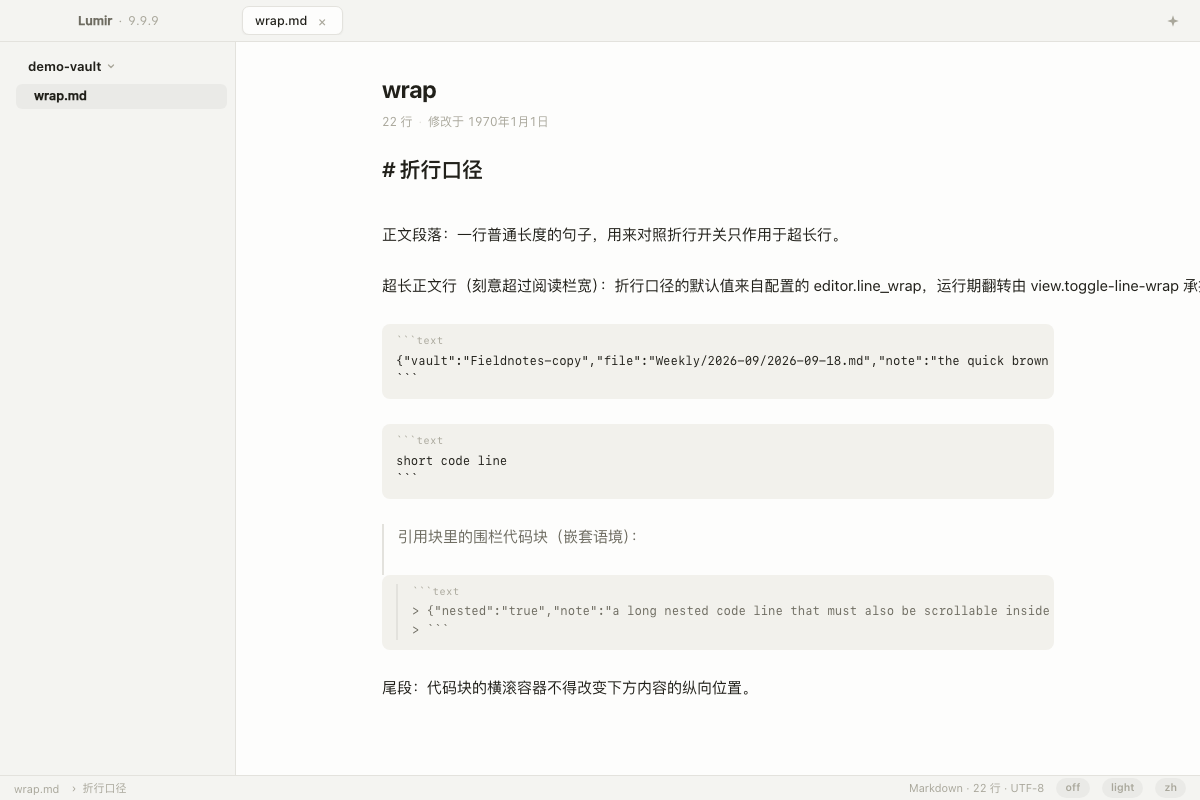 Lumir · 9.9.9
wrap.md ×
demo-vault
wrap.md
wrap
22 行 · 修改于 1970年1月1日
# 折行口径
正文段落：一行普通长度的句子，用来对照折行开关只作用于超长行。
超长正文行（刻意超过阅读栏宽）：折行口径的默认值来自配置的 editor.line_wrap，运行期翻转由 view.toggle-line-wrap 承
```text
{"vault":"Fieldnotes-copy","file":"Weekly/2026-09/2026-09-18.md","note":"the quick brown
```
```text
short code line
```
引用块里的围栏代码块（嵌套语境）：
```text
> {"nested":"true","note":"a long nested code line that must also be scrollable inside
> ```
尾段：代码块的横滚容器不得改变下方内容的纵向位置。
wrap.md › 折行口径
Markdown · 22 行 · UTF-8 off light zh